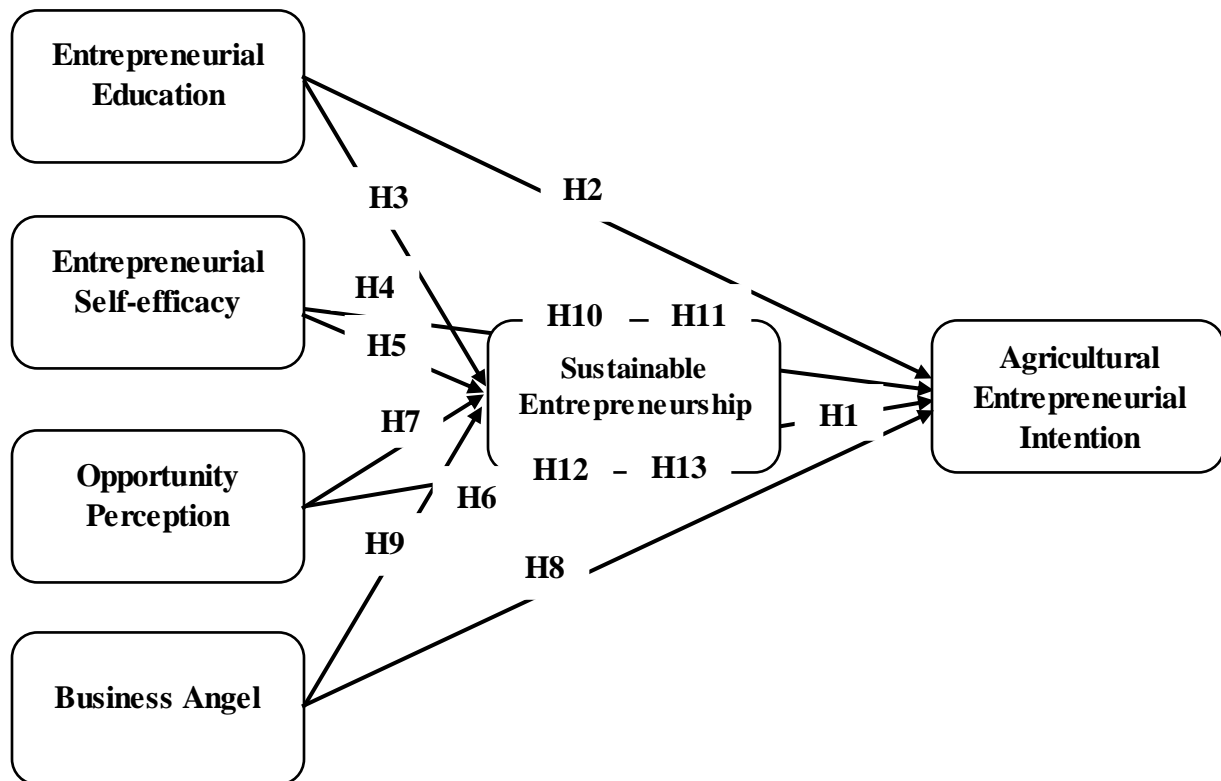 Entrepreneurial
Education
H3
H2
Entrepreneurial
Self-efficacy
H4
H5
H10 – H11
Sustainable
Entrepreneurship
H12 – H13
H1
Agricultural
Entrepreneurial
Intention
H7
Opportunity
Perception
H6
H9
H8
Business Angel